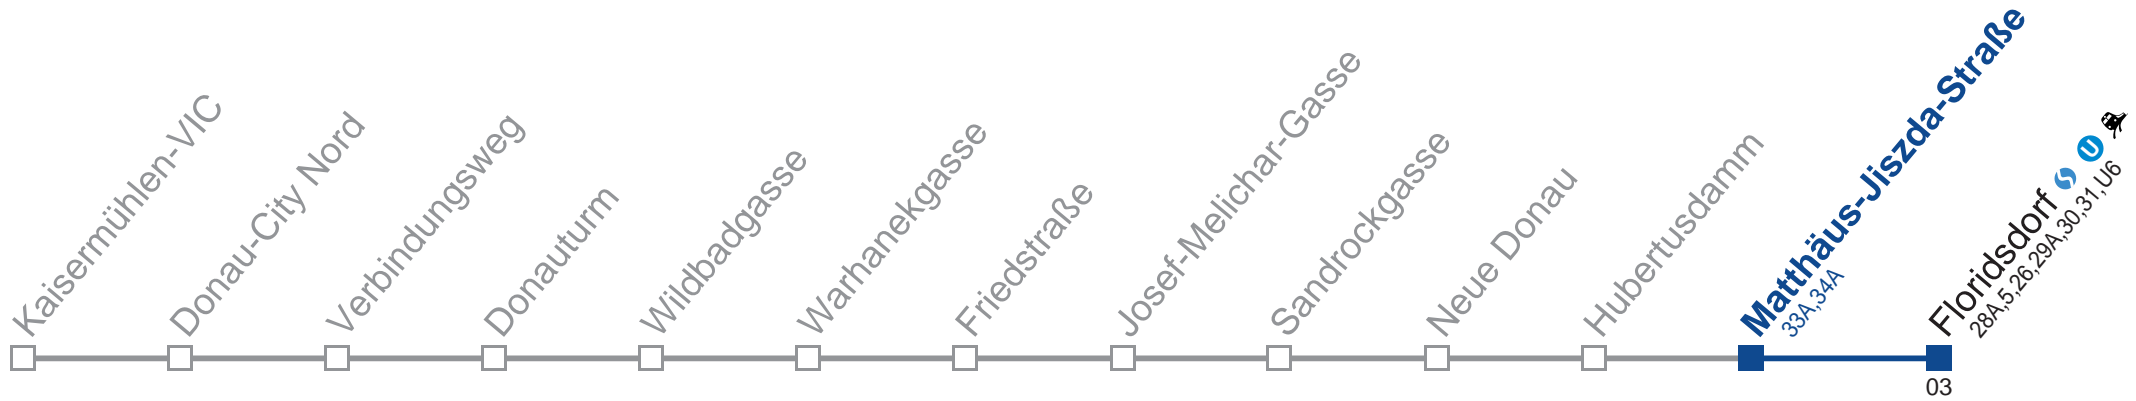 Kaisermühlen-VIC
Donau-City Nord
Verbindungsweg
Donauturm
Wildbadgasse
Warhanekgasse
Friedstraße
Josef-Melichar-Gasse
Sandrockgasse
Neue Donau
Hubertusdamm
Matthäus-Jiszda-Straße
33A,34A
Floridsdorf S U
28A,5,26,29A,30,31,U6
03